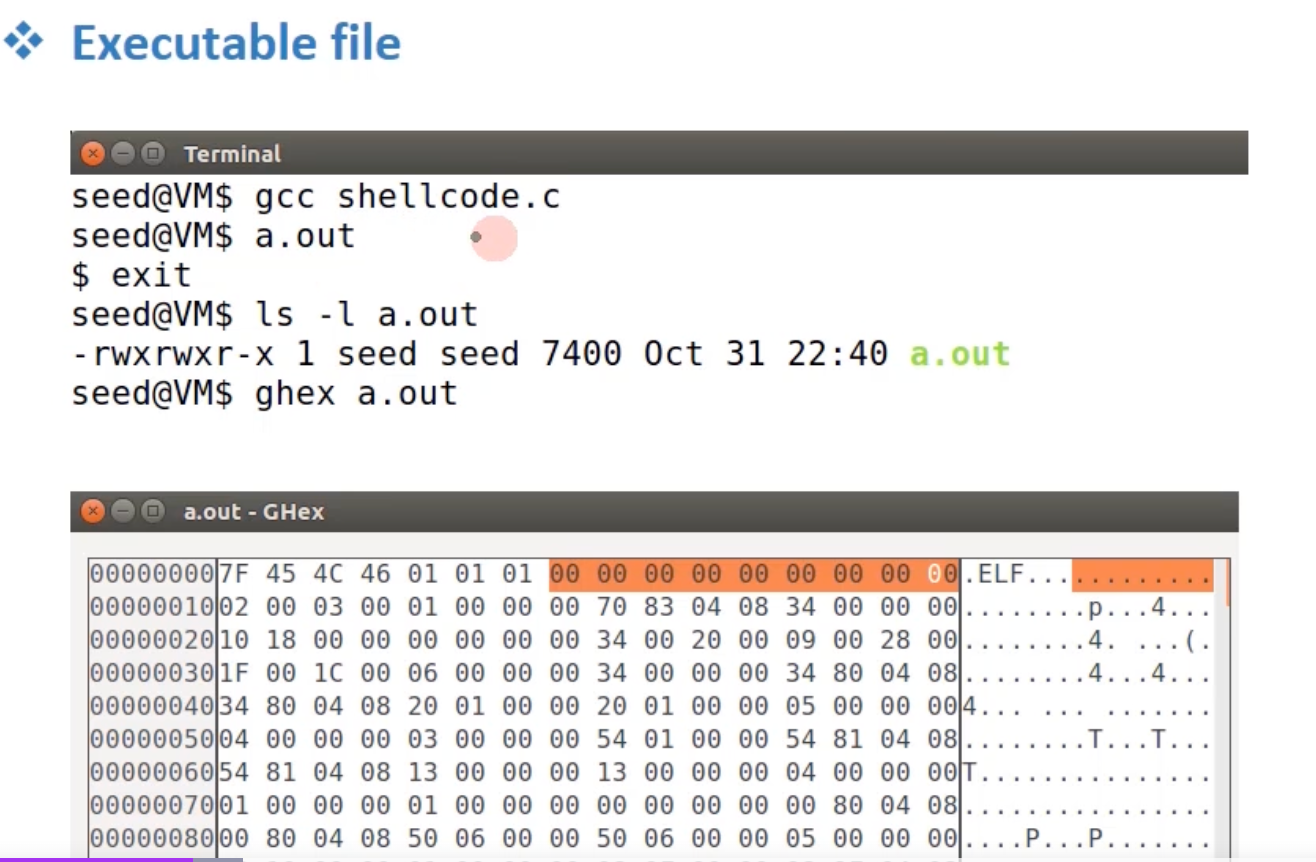 Executable file
Terminal
seed@VM$ gcc shellcode.c
seed@VM$ a.out
$ exit
seed@VM$ ls -l a.out
-rwxrwxr-x 1 seed seed 7400 Oct 31 22:40 a.out
seed@VM$ ghex a.out
a.out - GHex
00000000 7F 45 4C 46 01 01 01 00 00 00 00 00 00 00 00 00 .ELF............
00000010 02 00 03 00 01 00 00 00 70 83 04 08 34 00 00 00 ........p...4...
00000020 10 18 00 00 00 00 00 00 34 00 20 00 09 00 28 00 ........4. ...(.
00000030 1F 00 1C 00 06 00 00 00 34 00 00 00 34 80 04 08 ........4...4...
00000040 34 80 04 08 20 01 00 00 20 01 00 00 05 00 00 00 4... ... .......
00000050 04 00 00 00 03 00 00 00 54 01 00 00 54 81 04 08 ........T...T...
00000060 54 81 04 08 13 00 00 00 13 00 00 00 04 00 00 00 T...............
00000070 01 00 00 00 01 00 00 00 00 00 00 00 00 80 04 08 ................
00000080 00 80 04 08 50 06 00 00 50 06 00 00 05 00 00 00 ....P...P.......